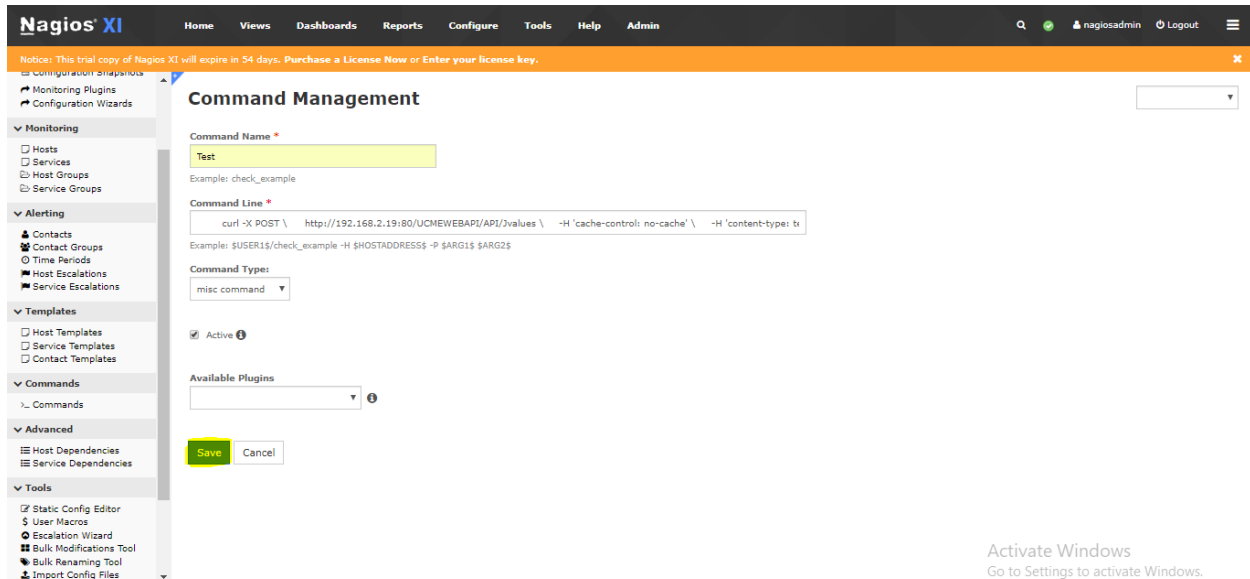 Nagios® XI
Home Views Dashboards Reports Configure Tools Help Admin
nagiosadmin Logout
Notice: This trial copy of Nagios XI will expire in 54 days. Purchase a License Now or Enter your license key.
Configuration Snapshots
Monitoring Plugins
Configuration Wizards
Monitoring
Hosts
Services
Host Groups
Service Groups
Alerting
Contacts
Contact Groups
Time Periods
Host Escalations
Service Escalations
Templates
Host Templates
Service Templates
Contact Templates
Commands
>_ Commands
Advanced
Host Dependencies
Service Dependencies
Tools
Static Config Editor
$ User Macros
Escalation Wizard
Bulk Modifications Tool
Bulk Renaming Tool
Import Config Files
Command Management
Command Name *
Test
Example: check_example
Command Line *
curl -X POST \ http://192.168.2.19:80/UCMEWEBAPI/API/Jvalues \ -H 'cache-control: no-cache' \ -H 'content-type: te
Example: $USER1$/check_example -H $HOSTADDRESS$ -P $ARG1$ $ARG2$
Command Type:
misc command
Active
Available Plugins
Save Cancel
Activate Windows
Go to Settings to activate Windows.